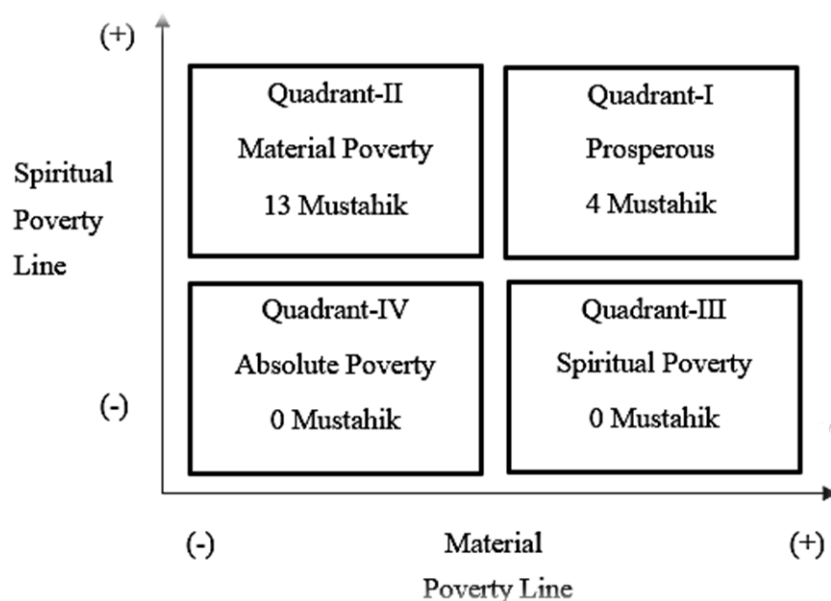 (+)
Spiritual
Poverty
Line
(-)
Quadrant-II
Material Poverty
13 Mustahik
Quadrant-I
Prosperous
4 Mustahik
Quadrant-IV
Absolute Poverty
0 Mustahik
Quadrant-III
Spiritual Poverty
0 Mustahik
(-)
Material
Poverty Line
(+)